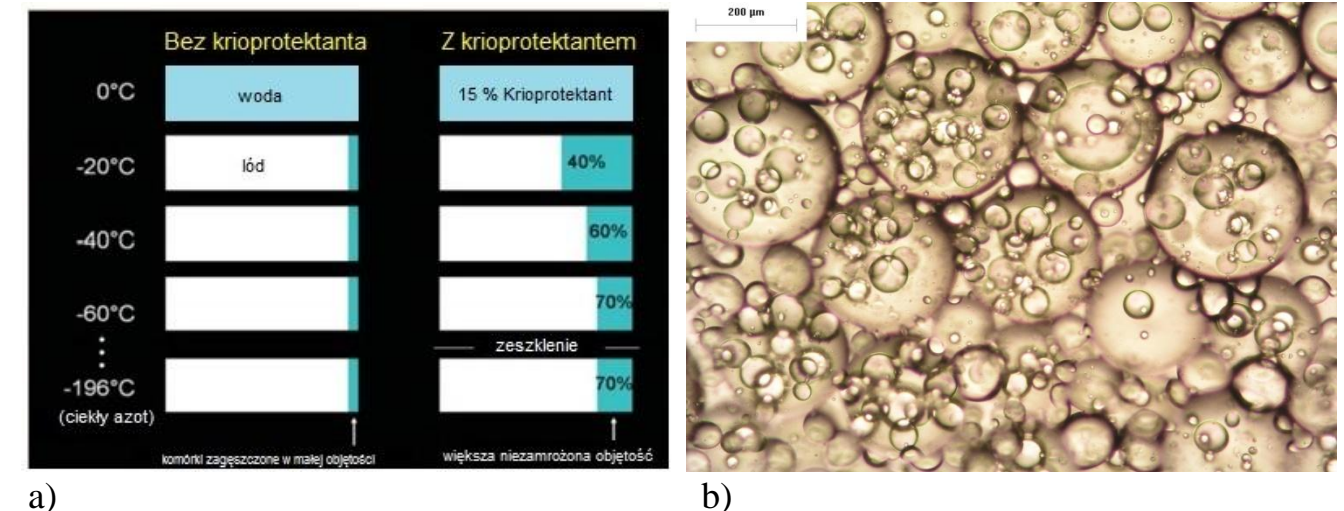 Bez krioprotektanta Z krioprotektantem
0°C woda 15 % Krioprotektant
-20°C lód 40%
-40°C 60%
-60°C 70%
zeszklenie
-196°C 70%
(ciekły azot)
komórki zagęszczone w małej objętości większa niezamrożona objętość
a)
200 µm
b)